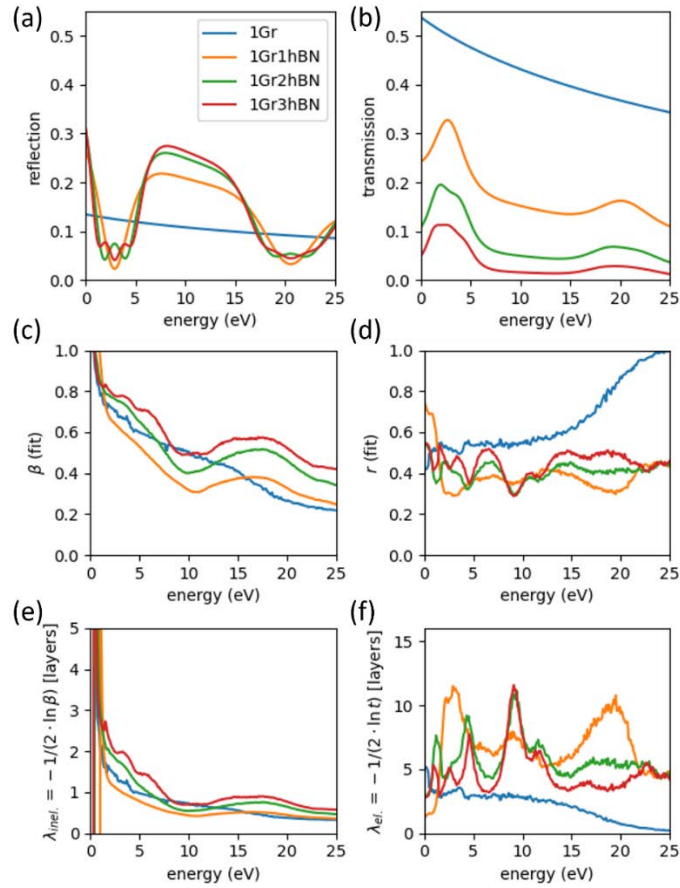 (a)
(b)
0.5
0.4
0.3
0.2
0.1
0.0
reflection
1Gr
1Gr1hBN
1Gr2hBN
1Gr3hBN
0 5 10 15 20 25
energy (eV)
0.5
0.4
0.3
0.2
0.1
0.0
transmission
0 5 10 15 20 25
energy (eV)
(c)
(d)
1.0
0.8
0.6
0.4
0.2
0.0
β (fit)
0 5 10 15 20 25
energy (eV)
1.0
0.8
0.6
0.4
0.2
0.0
r (fit)
0 5 10 15 20 25
energy (eV)
(e)
(f)
5
4
3
2
1
0
λinel. = −1/(2 · ln β) [layers]
0 5 10 15 20 25
energy (eV)
15
10
5
0
λel. = −1/(2 · ln t) [layers]
0 5 10 15 20 25
energy (eV)